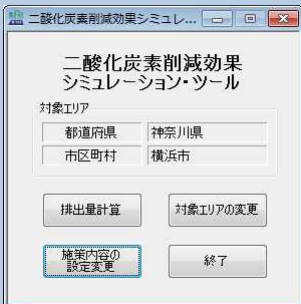 二酸化炭素削減効果シミュレ...
二酸化炭素削減効果
シミュレーション・ツール
対象エリア
都道府県 神奈川県
市区町村 横浜市
排出量計算 対象エリアの変更
施策内容の
設定変更 終了